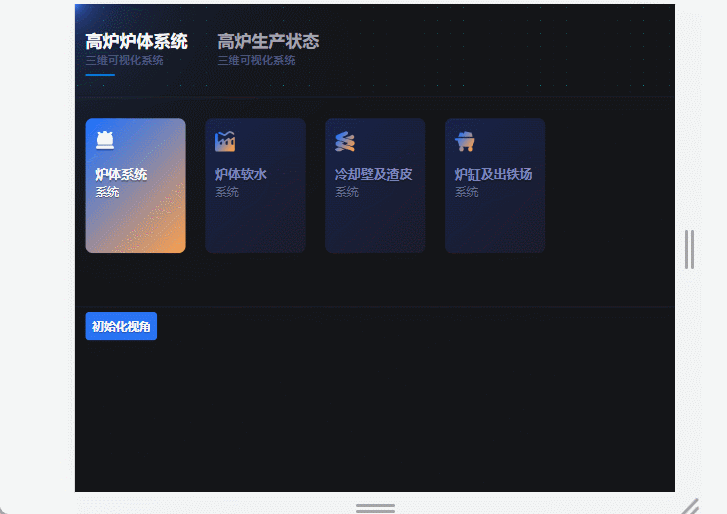 高炉炉体系统 高炉生产状态
三维可视化系统 三维可视化系统
炉体系统 炉体软水 冷却壁及渣皮 炉缸及出铁场
系统 系统 系统 系统
初始化视角